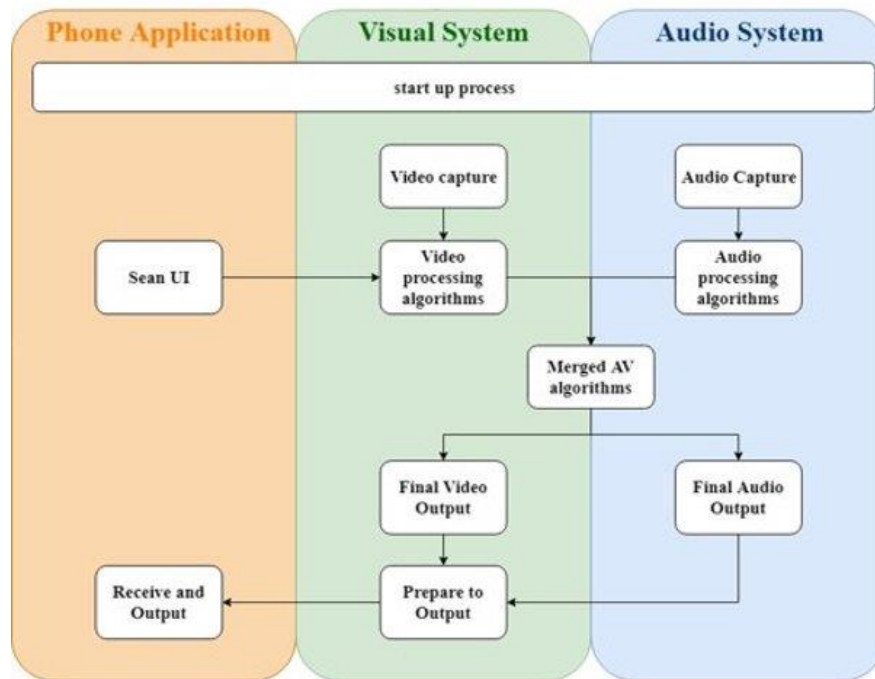 Phone Application
Visual System
Audio System
start up process
Video capture
Audio Capture
Sean UI
Video
processing
algorithms
Audio
processing
algorithms
Merged AV
algorithms
Final Video
Output
Final Audio
Output
Receive and
Output
Prepare to
Output